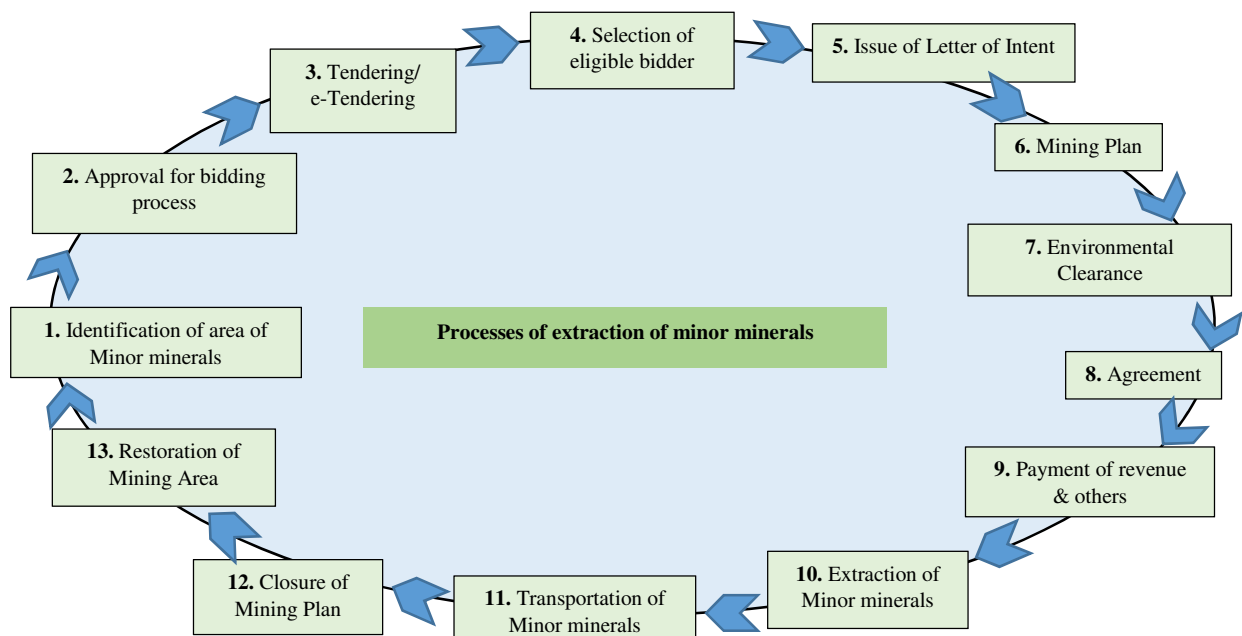 1. Identification of area of
Minor minerals
2. Approval for bidding
process
3. Tendering/
e-Tendering
4. Selection of
eligible bidder
5. Issue of Letter of Intent
6. Mining Plan
7. Environmental
Clearance
8. Agreement
9. Payment of revenue
& others
10. Extraction of
Minor minerals
11. Transportation of
Minor minerals
12. Closure of
Mining Plan
13. Restoration of
Mining Area
Processes of extraction of minor minerals